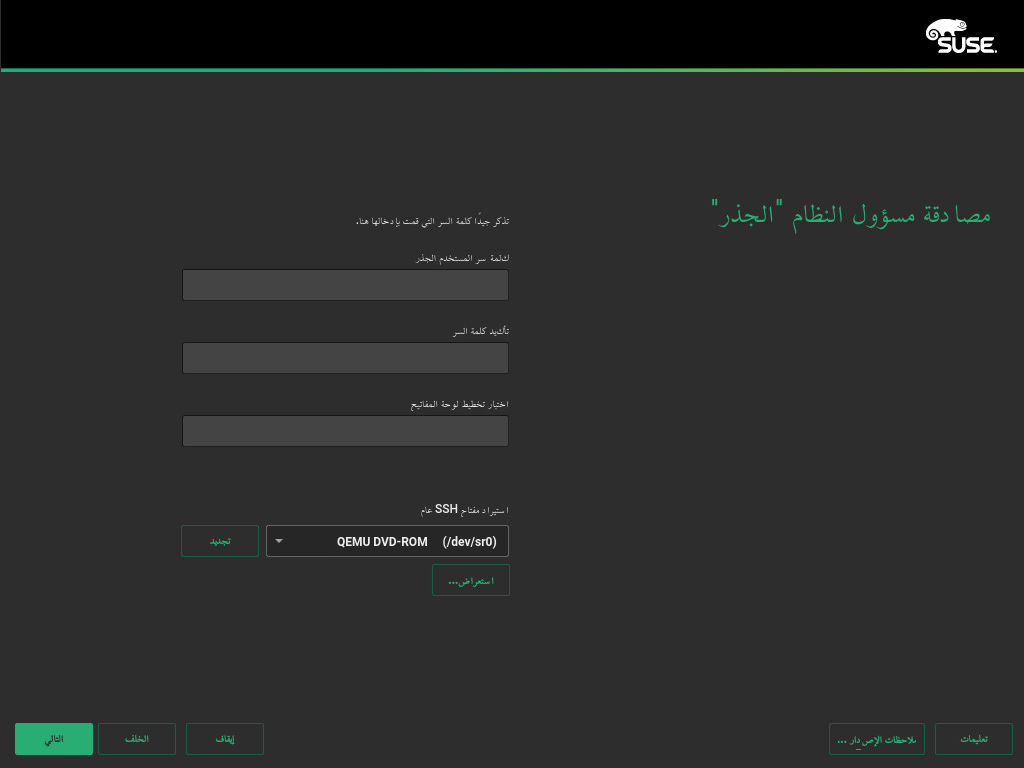 SUSE.
مصادقة مسؤول النظام "الجذر"
تذكر جيدًا كلمة السر التي قمت بإدخالها هنا.
كلمة سر المستخدم الجذر
تأكيد كلمة السر
اختبار تخطيط لوحة المفاتيح
استيراد مفتاح SSH عام
QEMU DVD-ROM (/dev/sr0)
تجديد
استعراض...
تعليمات
ملاحظات الإصدار ...
إيقاف
الخلف
التالي